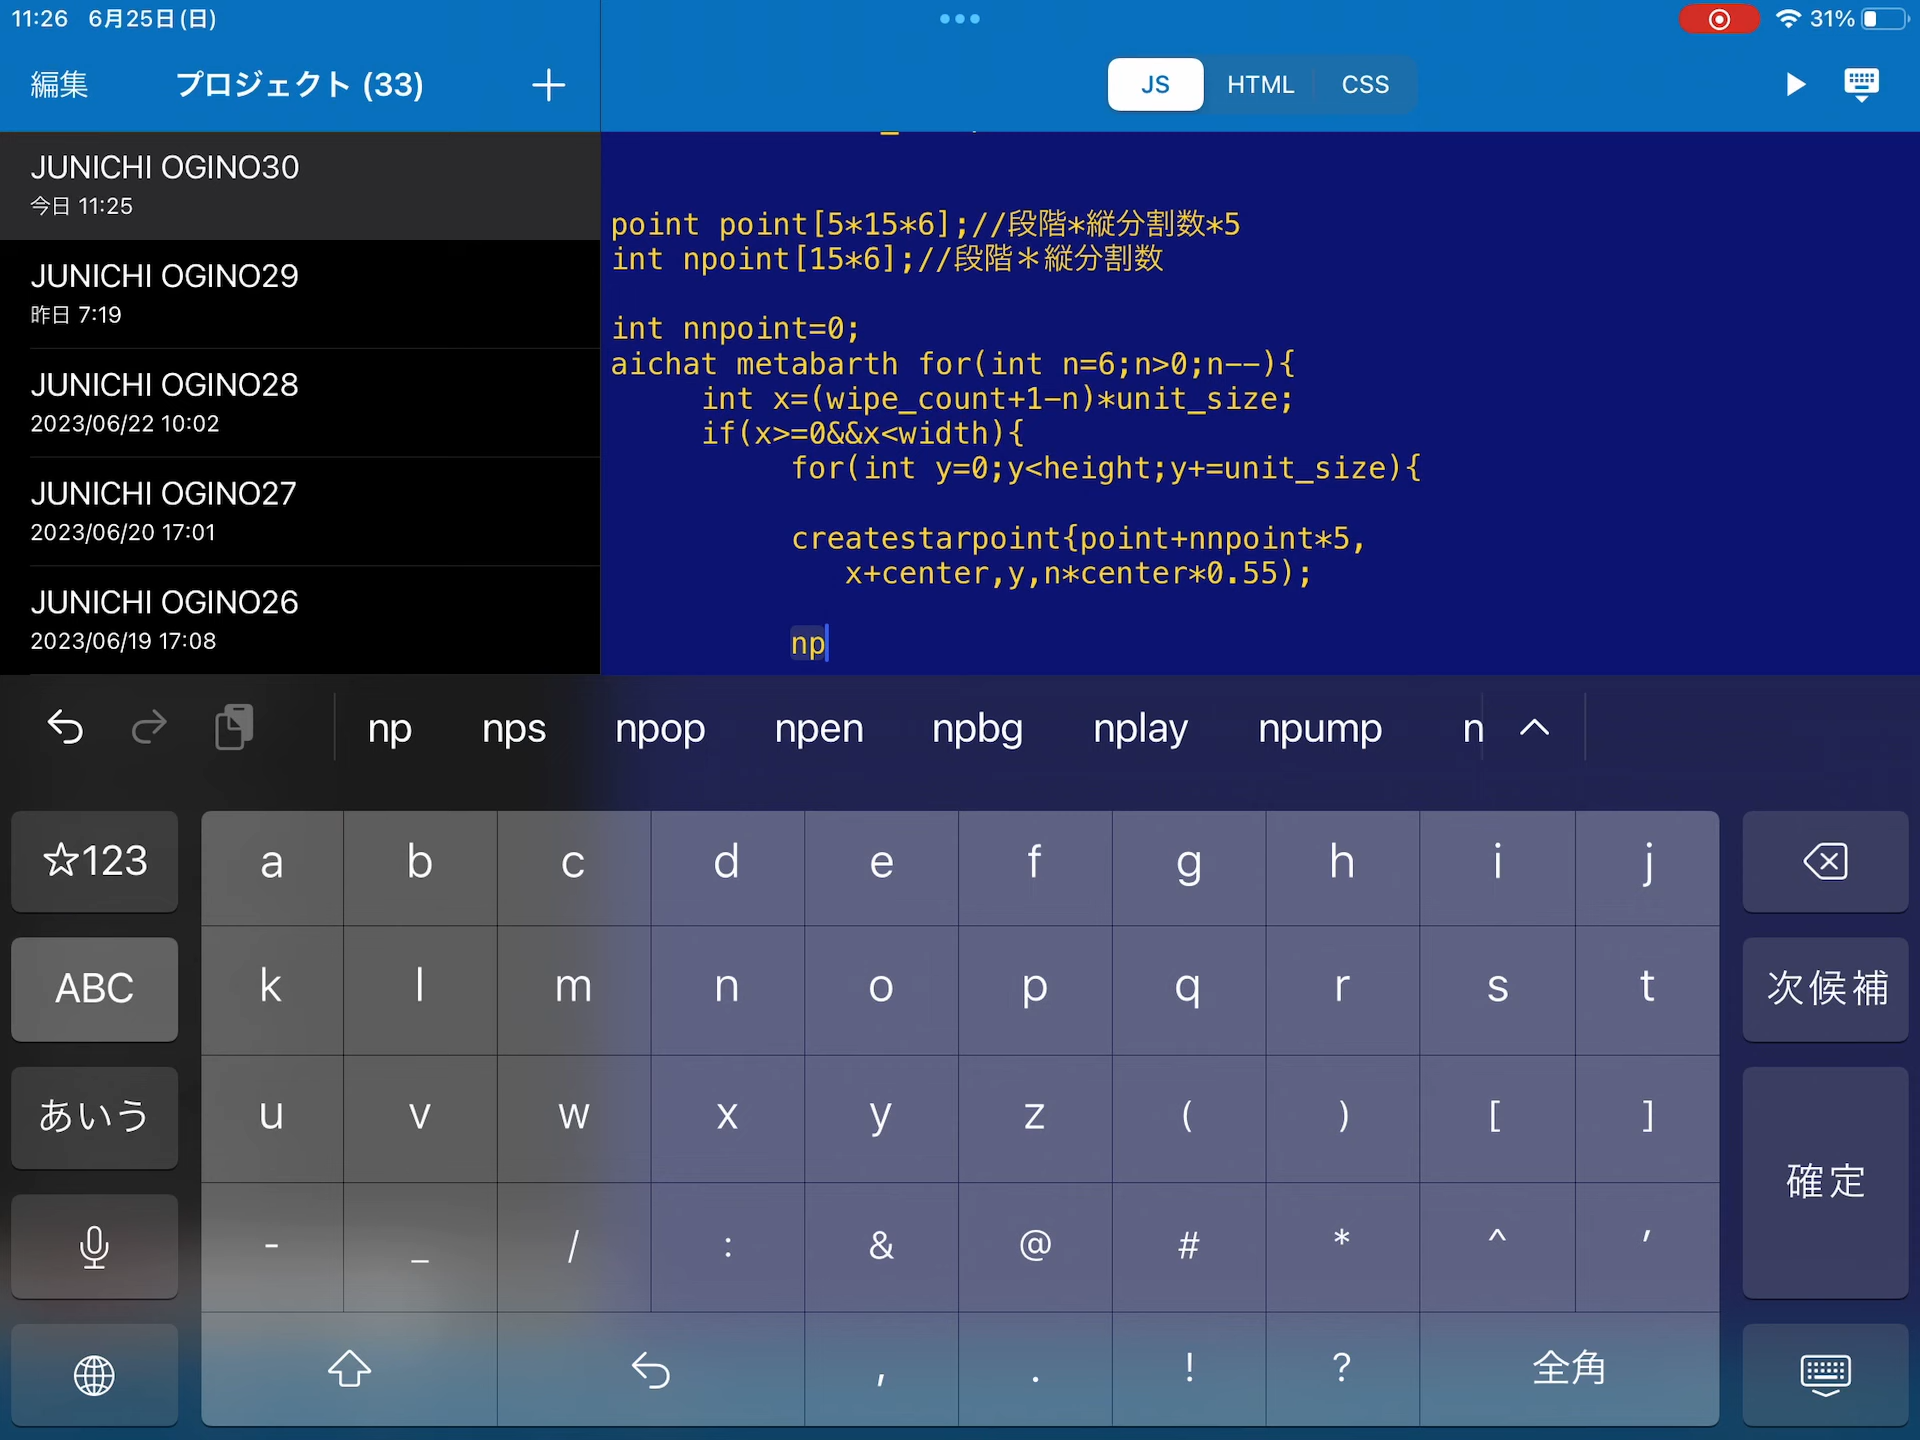 11:26 6月25日(日)
31%
編集
プロジェクト (33)
JS
HTML
CSS
JUNICHI OGINO30
今日 11:25
JUNICHI OGINO29
昨日 7:19
JUNICHI OGINO28
2023/06/22 10:02
JUNICHI OGINO27
2023/06/20 17:01
JUNICHI OGINO26
2023/06/19 17:08
point point[5*15*6];//段階*縦分割数*5
int npoint[15*6];//段階＊縦分割数
int nnpoint=0;
aichat metabarth for(int n=6;n>0;n--){
int x=(wipe_count+1-n)*unit_size;
if(x>=0&&x<width){
for(int y=0;y<height;y+=unit_size){
createstarpoint{point+nnpoint*5,
x+center,y,n*center*0.55);
np
np nps npop npen npbg nplay npump n
☆123 a b c d e f g h i j
ABC k l m n o p q r s t 次候補
あいう u v w x y z ( ) [ ] 確定
- _ / : & @ # * ^ ′
, . ! ? 全角